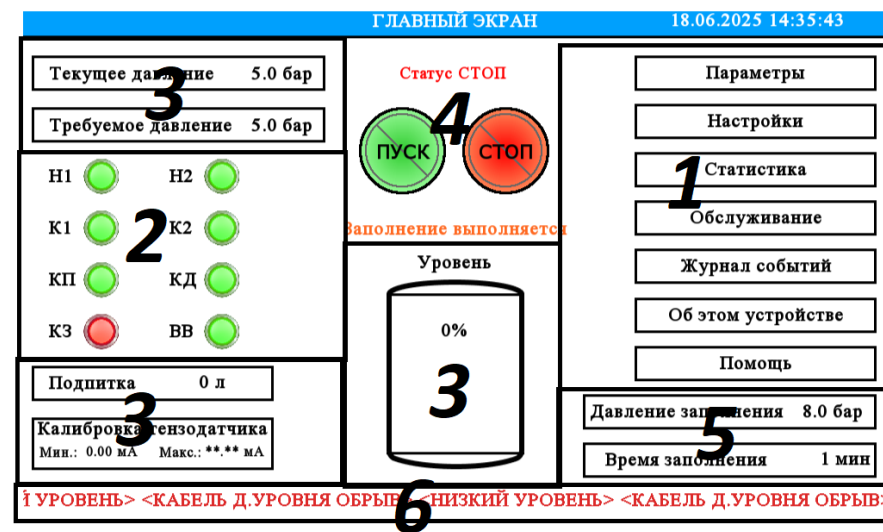 ГЛАВНЫЙ ЭКРАН 18.06.2025 14:35:43
Текущее давление 5.0 бар
Требуемое давление 5.0 бар
3
Н1 Н2
К1 К2
КП КД
КЗ ВВ
2
Подпитка 0 л
Калибровка тензодатчика
Мин.: 0.00 мА Макс.: **.** мА
3
Статус СТОП
ПУСК СТОП
4
Заполнение выполняется
Уровень
0%
3
Параметры
Настройки
Статистика
Обслуживание
Журнал событий
Об этом устройстве
Помощь
1
Давление заполнения 8.0 бар
Время заполнения 1 мин
5
Й УРОВЕНЬ> <КАБЕЛЬ Д.УРОВНЯ ОБРЫВ> <НИЗКИЙ УРОВЕНЬ> <КАБЕЛЬ Д.УРОВНЯ ОБРЫВ>
6